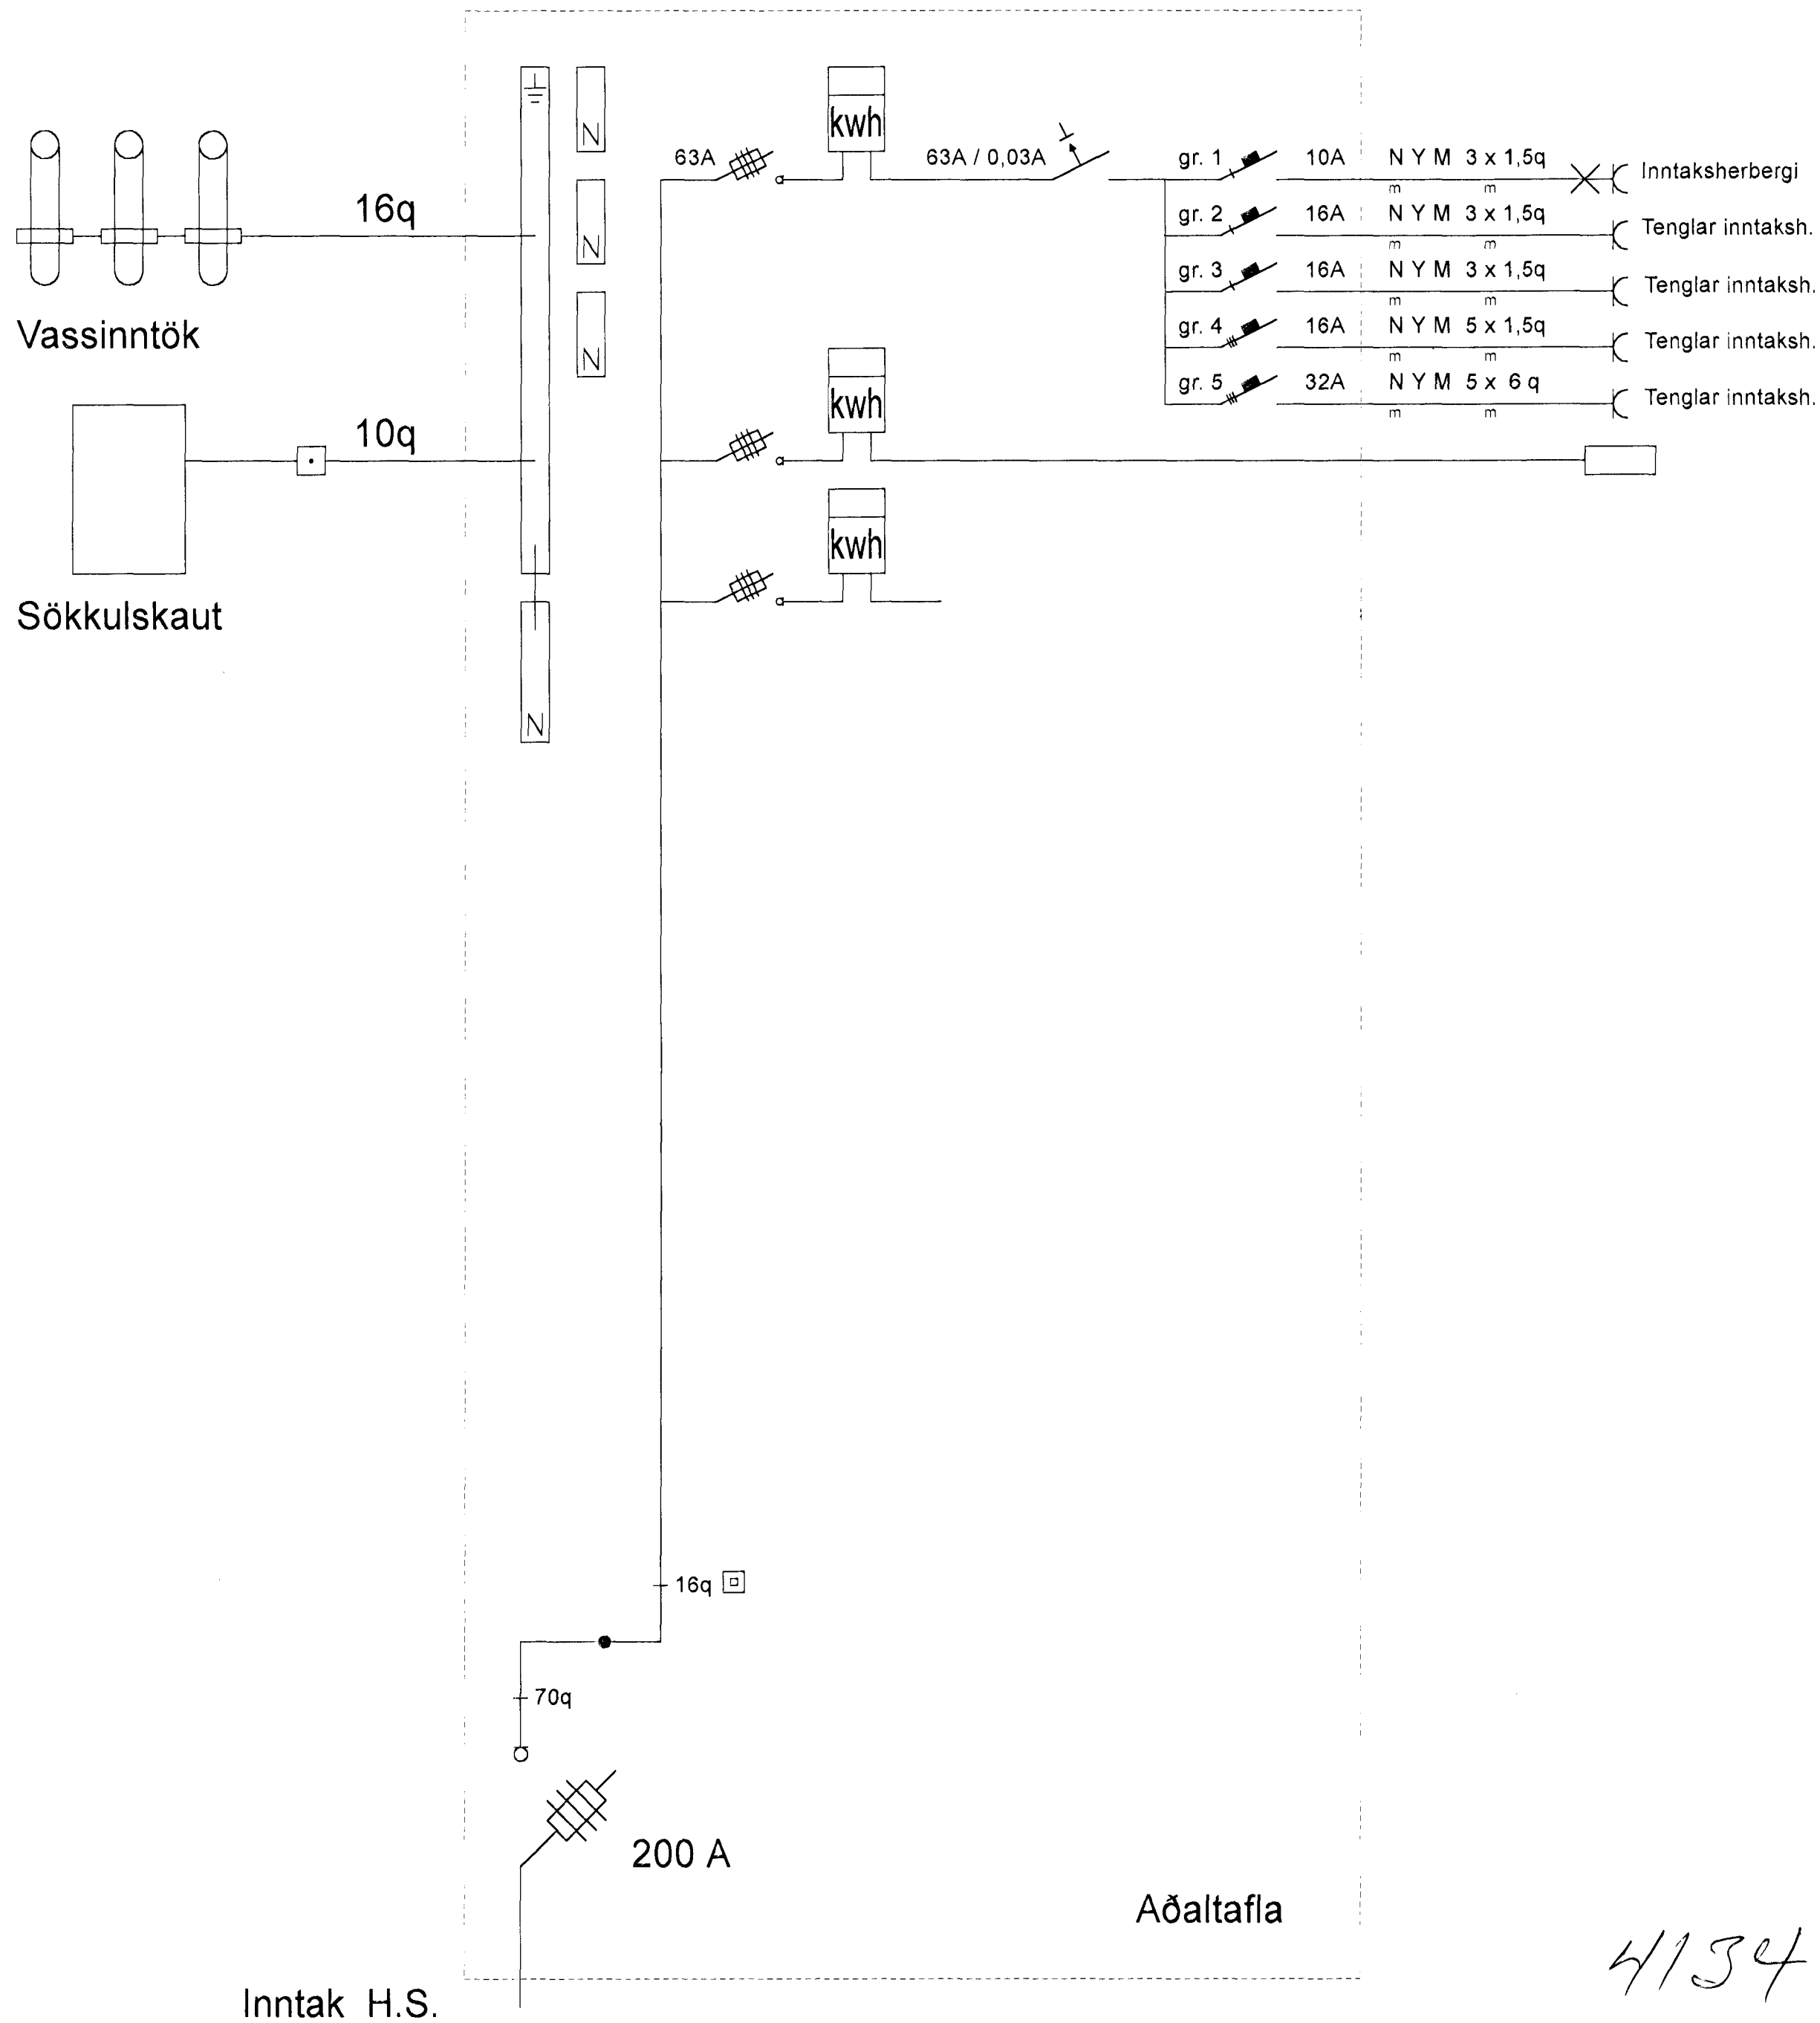 N
kwh
63A
63A / 0,03A
gr. 1 10A N Y M 3 x 1,5q Inntaksherbergi
m m
16q
N
gr. 2 16A N Y M 3 x 1,5q Tenglar inntaksh.
m m
gr. 3 16A N Y M 3 x 1,5q Tenglar inntaksh.
m m
Vassinntök
N
gr. 4 16A N Y M 5 x 1,5q Tenglar inntaksh.
m m
gr. 5 32A N Y M 5 x 6 q Tenglar inntaksh.
m m
kwh
10q
kwh
Sökkulskaut
N
16q
70q
200 A
Aðaltafla
4134
Inntak H.S.